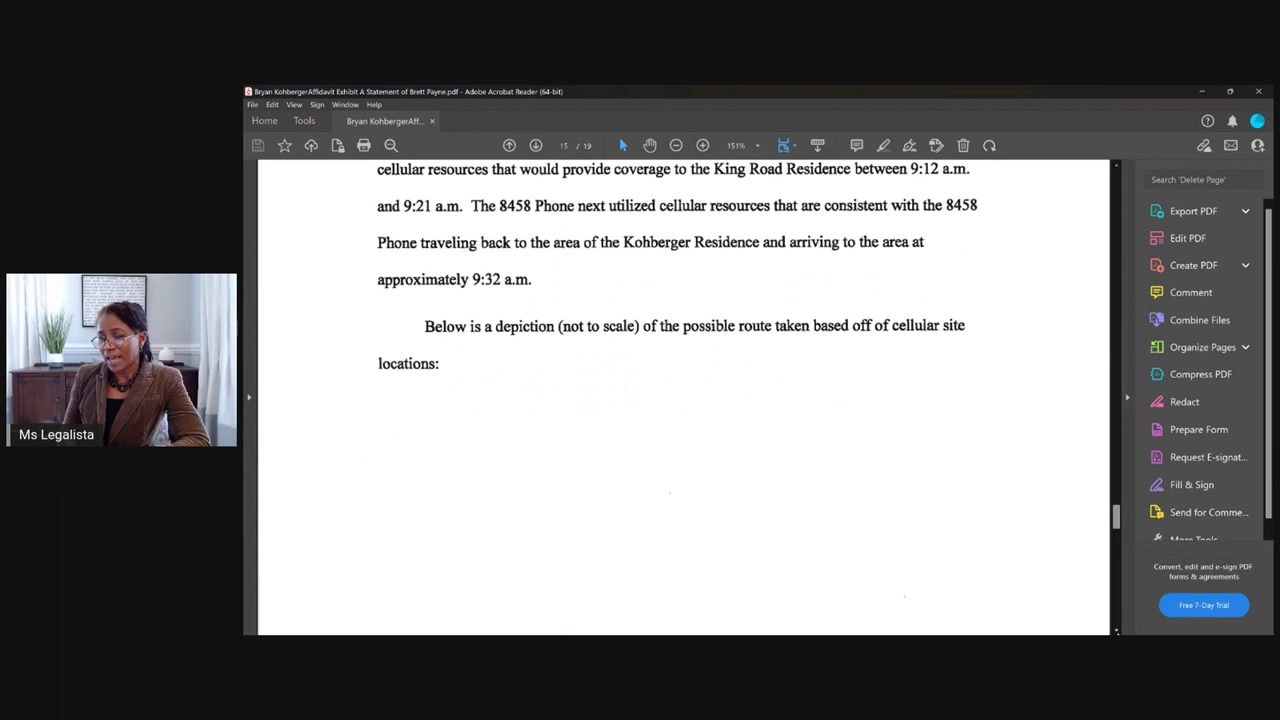 Bryan KohbergerAffidavit Exhibit A Statement of Brett Payne.pdf - Adobe Acrobat Reader (64-bit)
File Edit View Sign Window Help
Home Tools Bryan KohbergerAff... ×
15 / 19 151%
cellular resources that would provide coverage to the King Road Residence between 9:12 a.m.
and 9:21 a.m. The 8458 Phone next utilized cellular resources that are consistent with the 8458
Phone traveling back to the area of the Kohberger Residence and arriving to the area at
approximately 9:32 a.m.
Below is a depiction (not to scale) of the possible route taken based off of cellular site
locations:
Search 'Delete Page'
Export PDF
Edit PDF
Create PDF
Comment
Combine Files
Organize Pages
Compress PDF
Redact
Prepare Form
Request E-signat...
Fill & Sign
Send for Comme...
More Tools
Convert, edit and e-sign PDF
forms & agreements
Free 7-Day Trial
Ms Legalista